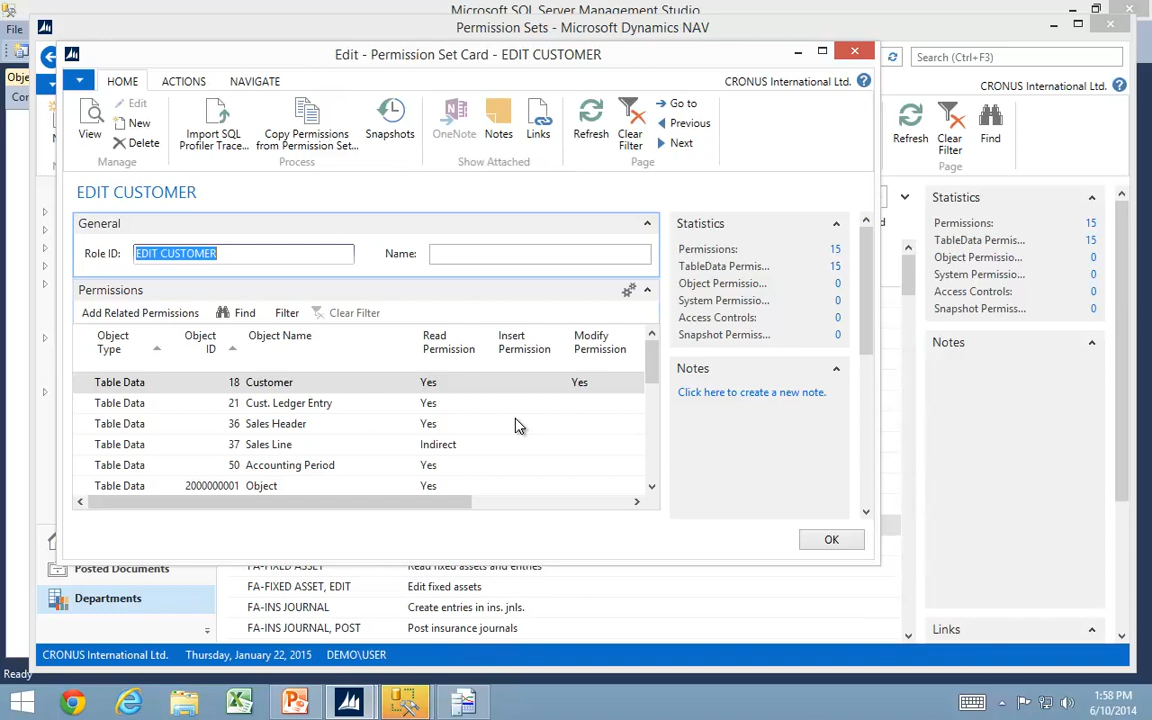 Microsoft SQL Server Management Studio
File
Permission Sets - Microsoft Dynamics NAV
Edit - Permission Set Card - EDIT CUSTOMER
Search (Ctrl+F3)
Obje
HOME ACTIONS NAVIGATE
CRONUS International Ltd.
CRONUS International Ltd.
Con
View
Edit
New
Delete
Manage
Import SQL Profiler Trace...
Copy Permissions from Permission Set...
Snapshots
Process
OneNote
Notes
Links
Show Attached
Refresh
Clear Filter
Go to
Previous
Next
Page
Refresh
Clear Filter
Find
Page
EDIT CUSTOMER
General
Role ID: EDIT CUSTOMER
Name:
Permissions
Add Related Permissions Find Filter Clear Filter
Object Type Object ID Object Name Read Permission Insert Permission Modify Permission
Table Data 18 Customer Yes Yes
Table Data 21 Cust. Ledger Entry Yes
Table Data 36 Sales Header Yes
Table Data 37 Sales Line Indirect
Table Data 50 Accounting Period Yes
Table Data 2000000001 Object Yes
Statistics
Permissions: 15
TableData Permis... 15
Object Permissio... 0
System Permissio... 0
Access Controls: 0
Snapshot Permiss... 0
Notes
Click here to create a new note.
OK
Statistics
Permissions: 15
TableData Permis... 15
Object Permissio... 0
System Permissio... 0
Access Controls: 0
Snapshot Permiss... 0
Notes
Links
Posted Documents
Departments
FA-FIXED ASSET Read fixed assets and entries
FA-FIXED ASSET, EDIT Edit fixed assets
FA-INS JOURNAL Create entries in ins. jnls.
FA-INS JOURNAL, POST Post insurance journals
CRONUS International Ltd. Thursday, January 22, 2015 DEMO\USER
Ready
1:58 PM
6/10/2014